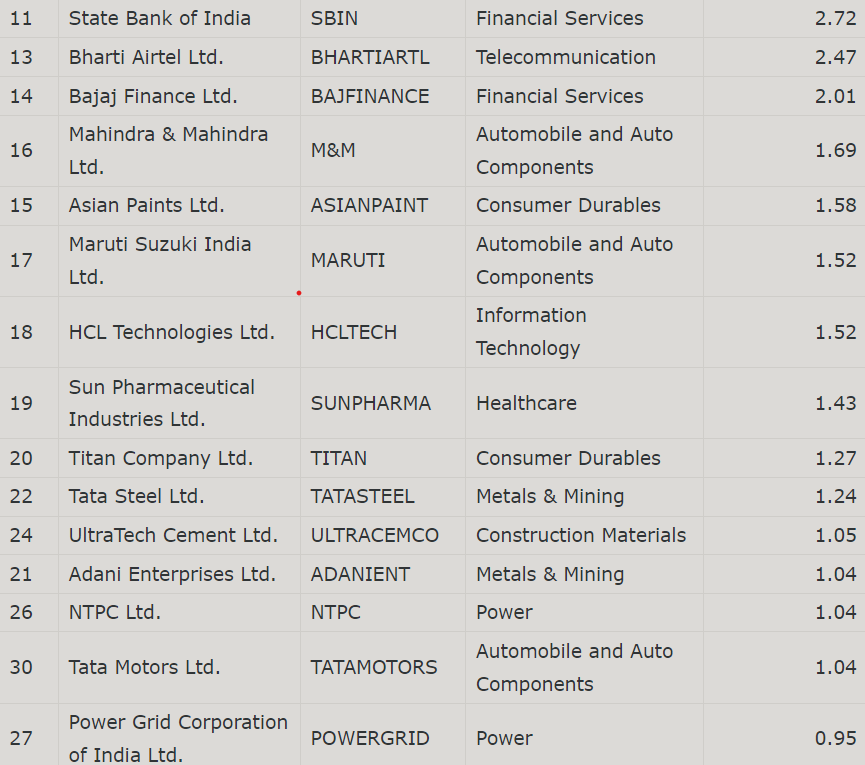 11 State Bank of India SBIN Financial Services 2.72
13 Bharti Airtel Ltd. BHARTIARTL Telecommunication 2.47
14 Bajaj Finance Ltd. BAJFINANCE Financial Services 2.01
16 Mahindra & Mahindra Ltd. M&M Automobile and Auto Components 1.69
15 Asian Paints Ltd. ASIANPAINT Consumer Durables 1.58
17 Maruti Suzuki India Ltd. MARUTI Automobile and Auto Components 1.52
18 HCL Technologies Ltd. HCLTECH Information Technology 1.52
19 Sun Pharmaceutical Industries Ltd. SUNPHARMA Healthcare 1.43
20 Titan Company Ltd. TITAN Consumer Durables 1.27
22 Tata Steel Ltd. TATASTEEL Metals & Mining 1.24
24 UltraTech Cement Ltd. ULTRACEMCO Construction Materials 1.05
21 Adani Enterprises Ltd. ADANIENT Metals & Mining 1.04
26 NTPC Ltd. NTPC Power 1.04
30 Tata Motors Ltd. TATAMOTORS Automobile and Auto Components 1.04
27 Power Grid Corporation of India Ltd. POWERGRID Power 0.95